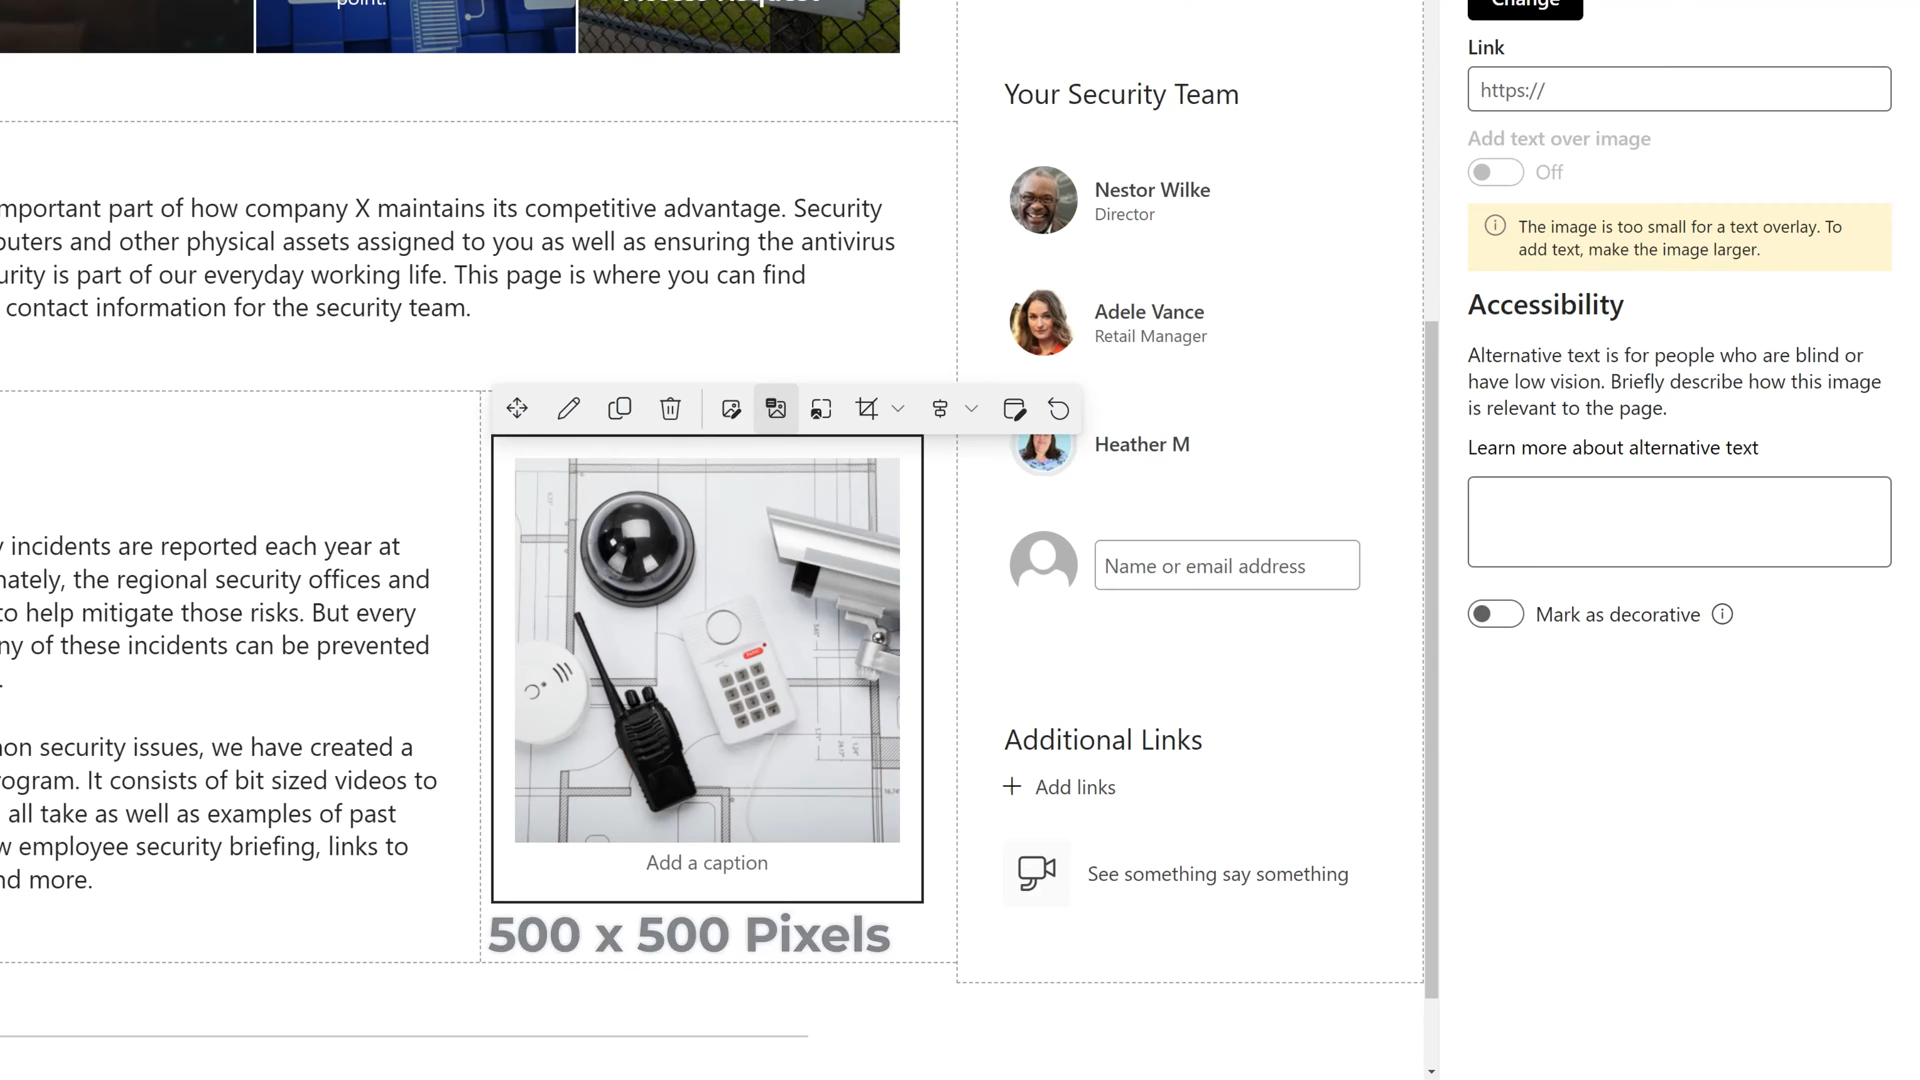 point.
Change
Link
https://
Add text over image
Off
The image is too small for a text overlay. To
add text, make the image larger.
Accessibility
Alternative text is for people who are blind or
have low vision. Briefly describe how this image
is relevant to the page.
Learn more about alternative text
Mark as decorative
mportant part of how company X maintains its competitive advantage. Security
puters and other physical assets assigned to you as well as ensuring the antivirus
urity is part of our everyday working life. This page is where you can find
contact information for the security team.
y incidents are reported each year at
nately, the regional security offices and
to help mitigate those risks. But every
ny of these incidents can be prevented
.
non security issues, we have created a
rogram. It consists of bit sized videos to
all take as well as examples of past
w employee security briefing, links to
nd more.
Add a caption
500 x 500 Pixels
Your Security Team
Nestor Wilke
Director
Adele Vance
Retail Manager
Heather M
Name or email address
Additional Links
Add links
See something say something